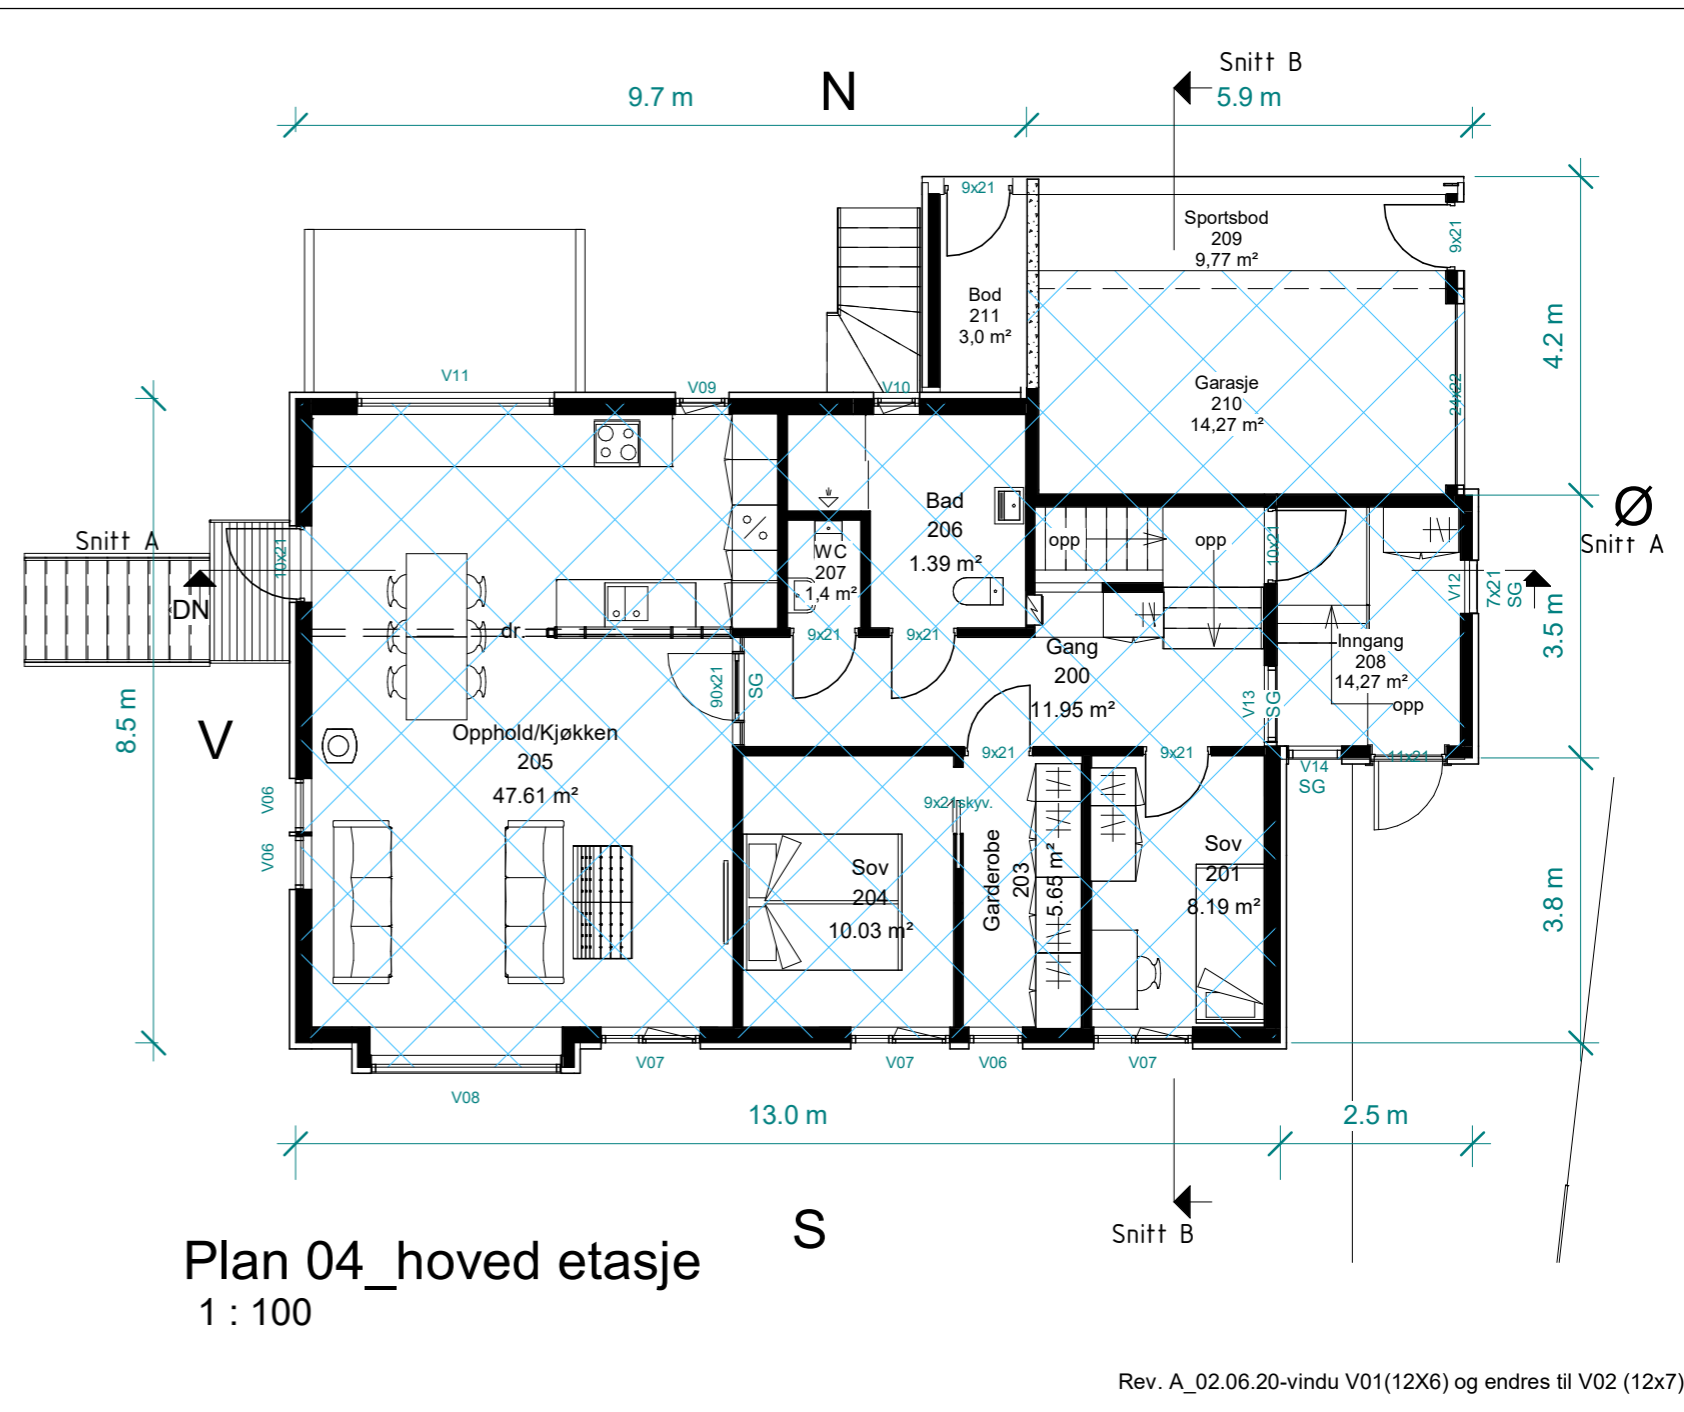 Snitt B
9.7 m
N
5.9 m
9x21
Sportsbod
209
9,77 m²
9x21
Bod
211
3,0 m²
4.2 m
V11
V09
V10
Garasje
210
14,27 m²
24x22
Snitt A
10x21
DN
Bad
206
1.39 m²
WC
207
1,4 m²
opp
opp
10x21
Ø
Snitt A
V12
7x21
SG
3.5 m
dr
9x21
9x21
Gang
200
11.95 m²
Inngang
208
14,27 m²
opp
90x21
SG
V13
SG
8.5 m
V
Opphold/Kjøkken
205
47.61 m²
9x21
9x21
11x21
V14
SG
V06
V06
9x21skyv.
Sov
204
10.03 m²
Garderobe
203
5.65 m²
Sov
201
8.19 m²
3.8 m
V07
V07
V06
V07
V08
13.0 m
2.5 m
S
Snitt B
Plan 04_hoved etasje
1 : 100
Rev. A_02.06.20-vindu V01(12X6) og endres til V02 (12x7)